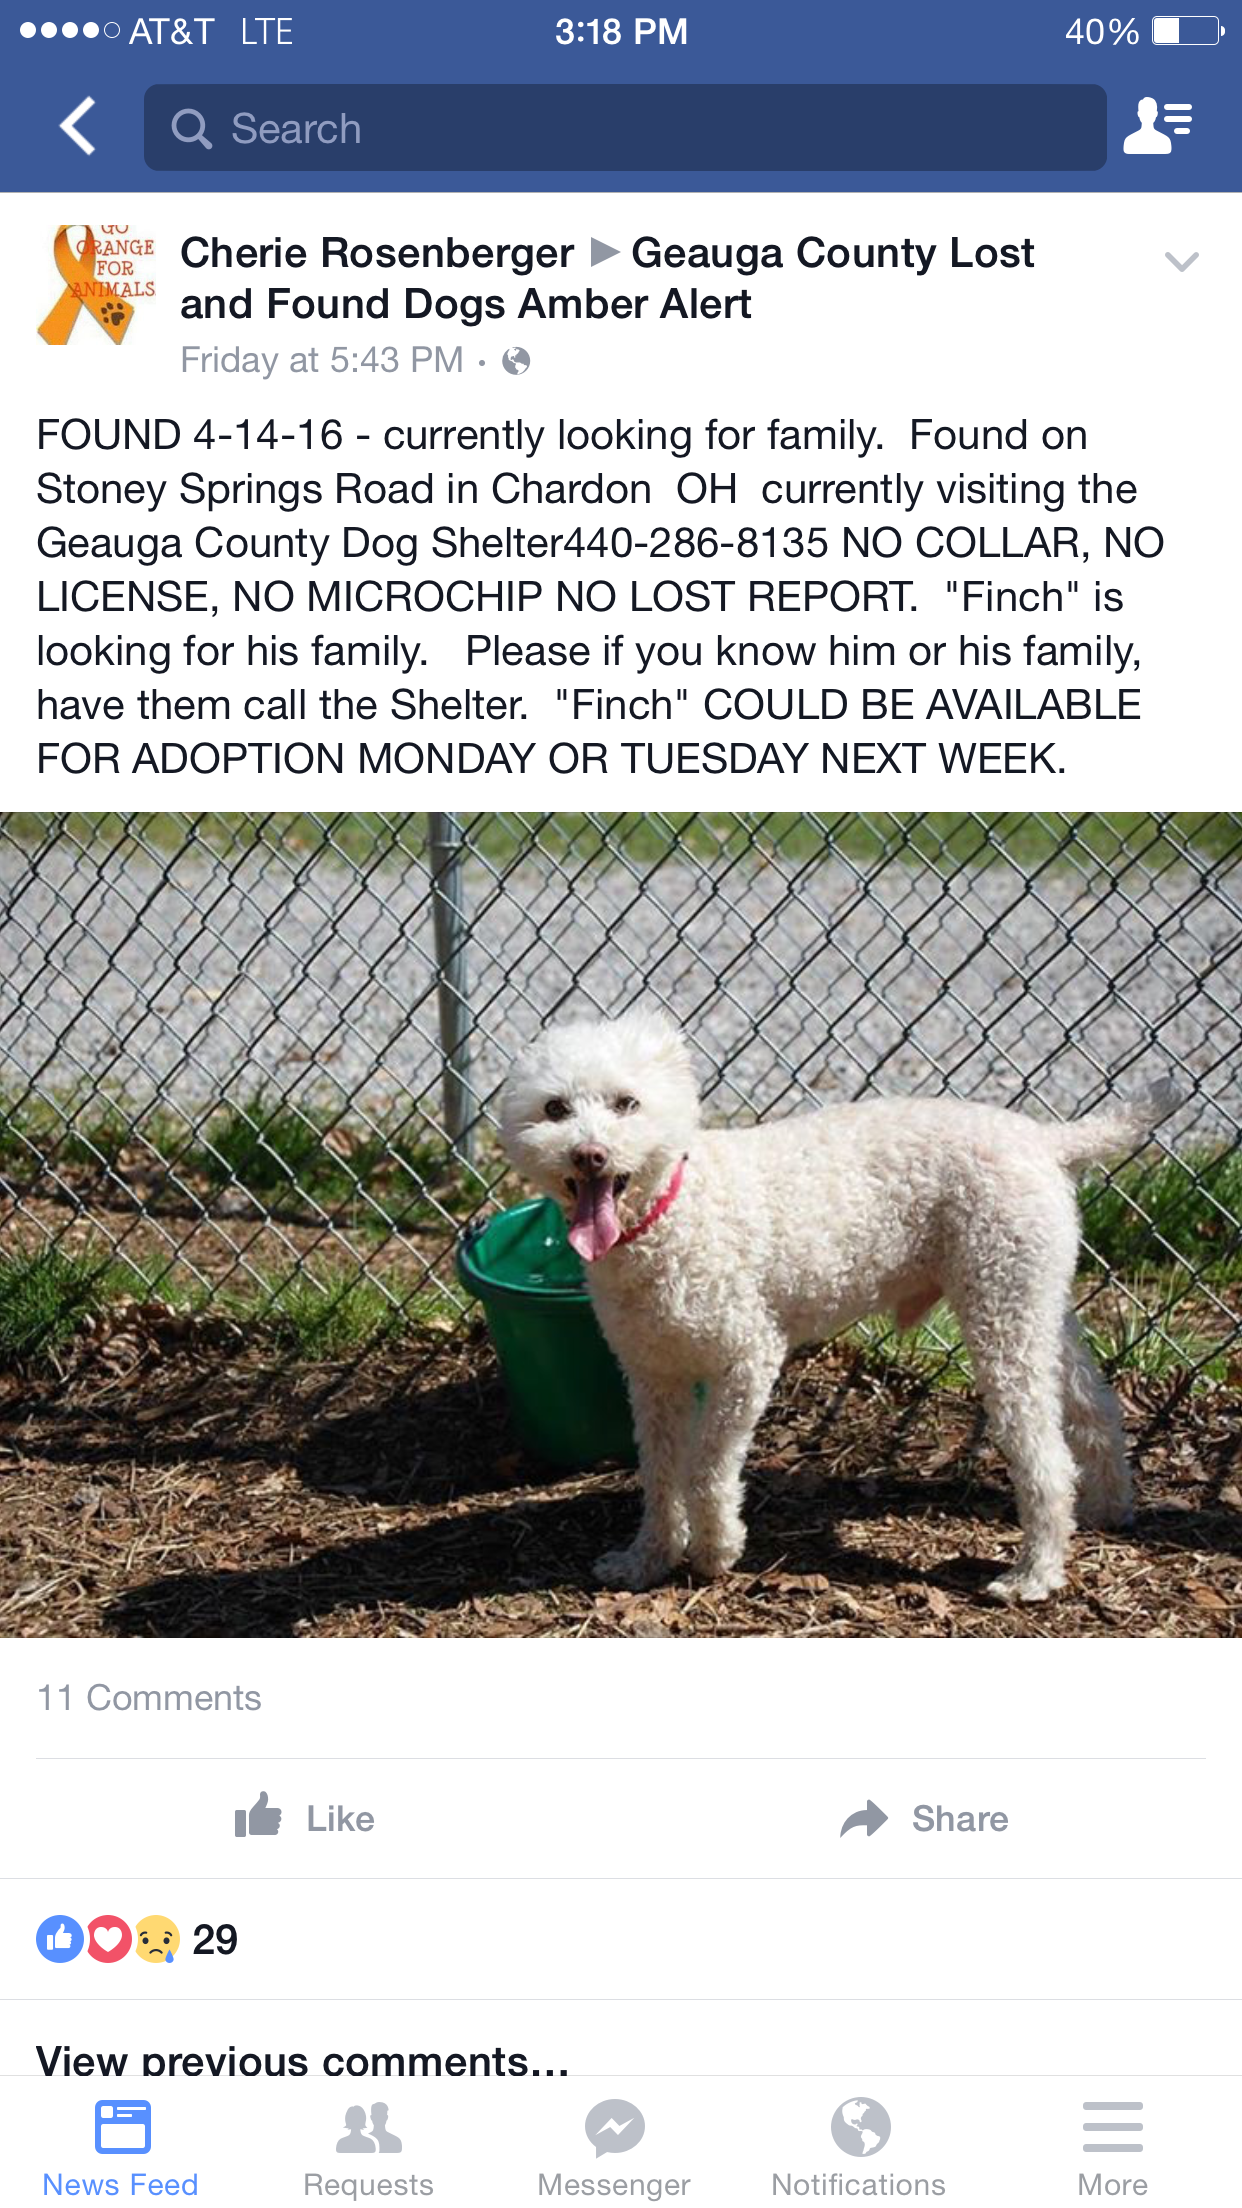 AT&T LTE 3:18 PM 40%
Search
GO
ORANGE
FOR
ANIMALS
Cherie Rosenberger ▶ Geauga County Lost
and Found Dogs Amber Alert
Friday at 5:43 PM ·
FOUND 4-14-16 - currently looking for family.  Found on
Stoney Springs Road in Chardon  OH  currently visiting the
Geauga County Dog Shelter440-286-8135 NO COLLAR, NO
LICENSE, NO MICROCHIP NO LOST REPORT.  "Finch" is
looking for his family.   Please if you know him or his family,
have them call the Shelter.  "Finch" COULD BE AVAILABLE
FOR ADOPTION MONDAY OR TUESDAY NEXT WEEK.
11 Comments
Like Share
29
View previous comments...
News Feed Requests Messenger Notifications More